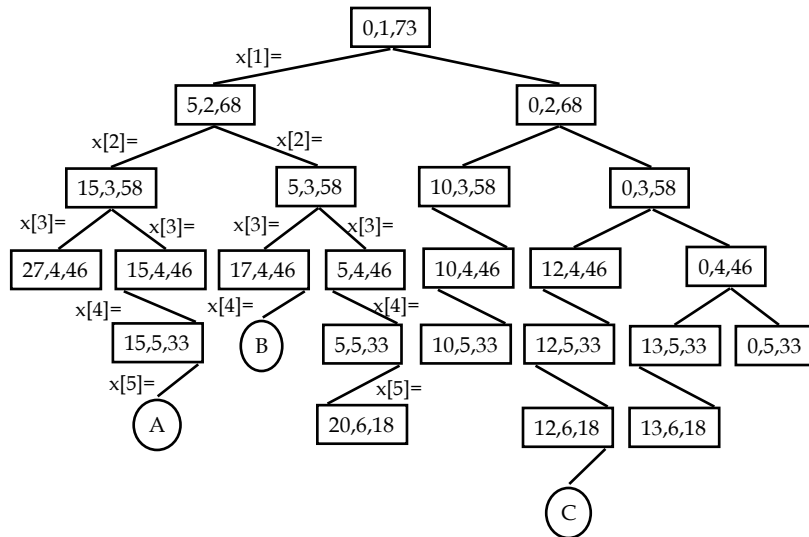 0,1,73
x[1]=
5,2,68
0,2,68
x[2]=
x[2]=
15,3,58
5,3,58
10,3,58
0,3,58
x[3]=
x[3]=
x[3]=
x[3]=
27,4,46
15,4,46
17,4,46
5,4,46
10,4,46
12,4,46
0,4,46
x[4]=
x[4]=
x[4]=
15,5,33
B
5,5,33
10,5,33
12,5,33
13,5,33
0,5,33
x[5]=
x[5]=
A
20,6,18
12,6,18
13,6,18
C